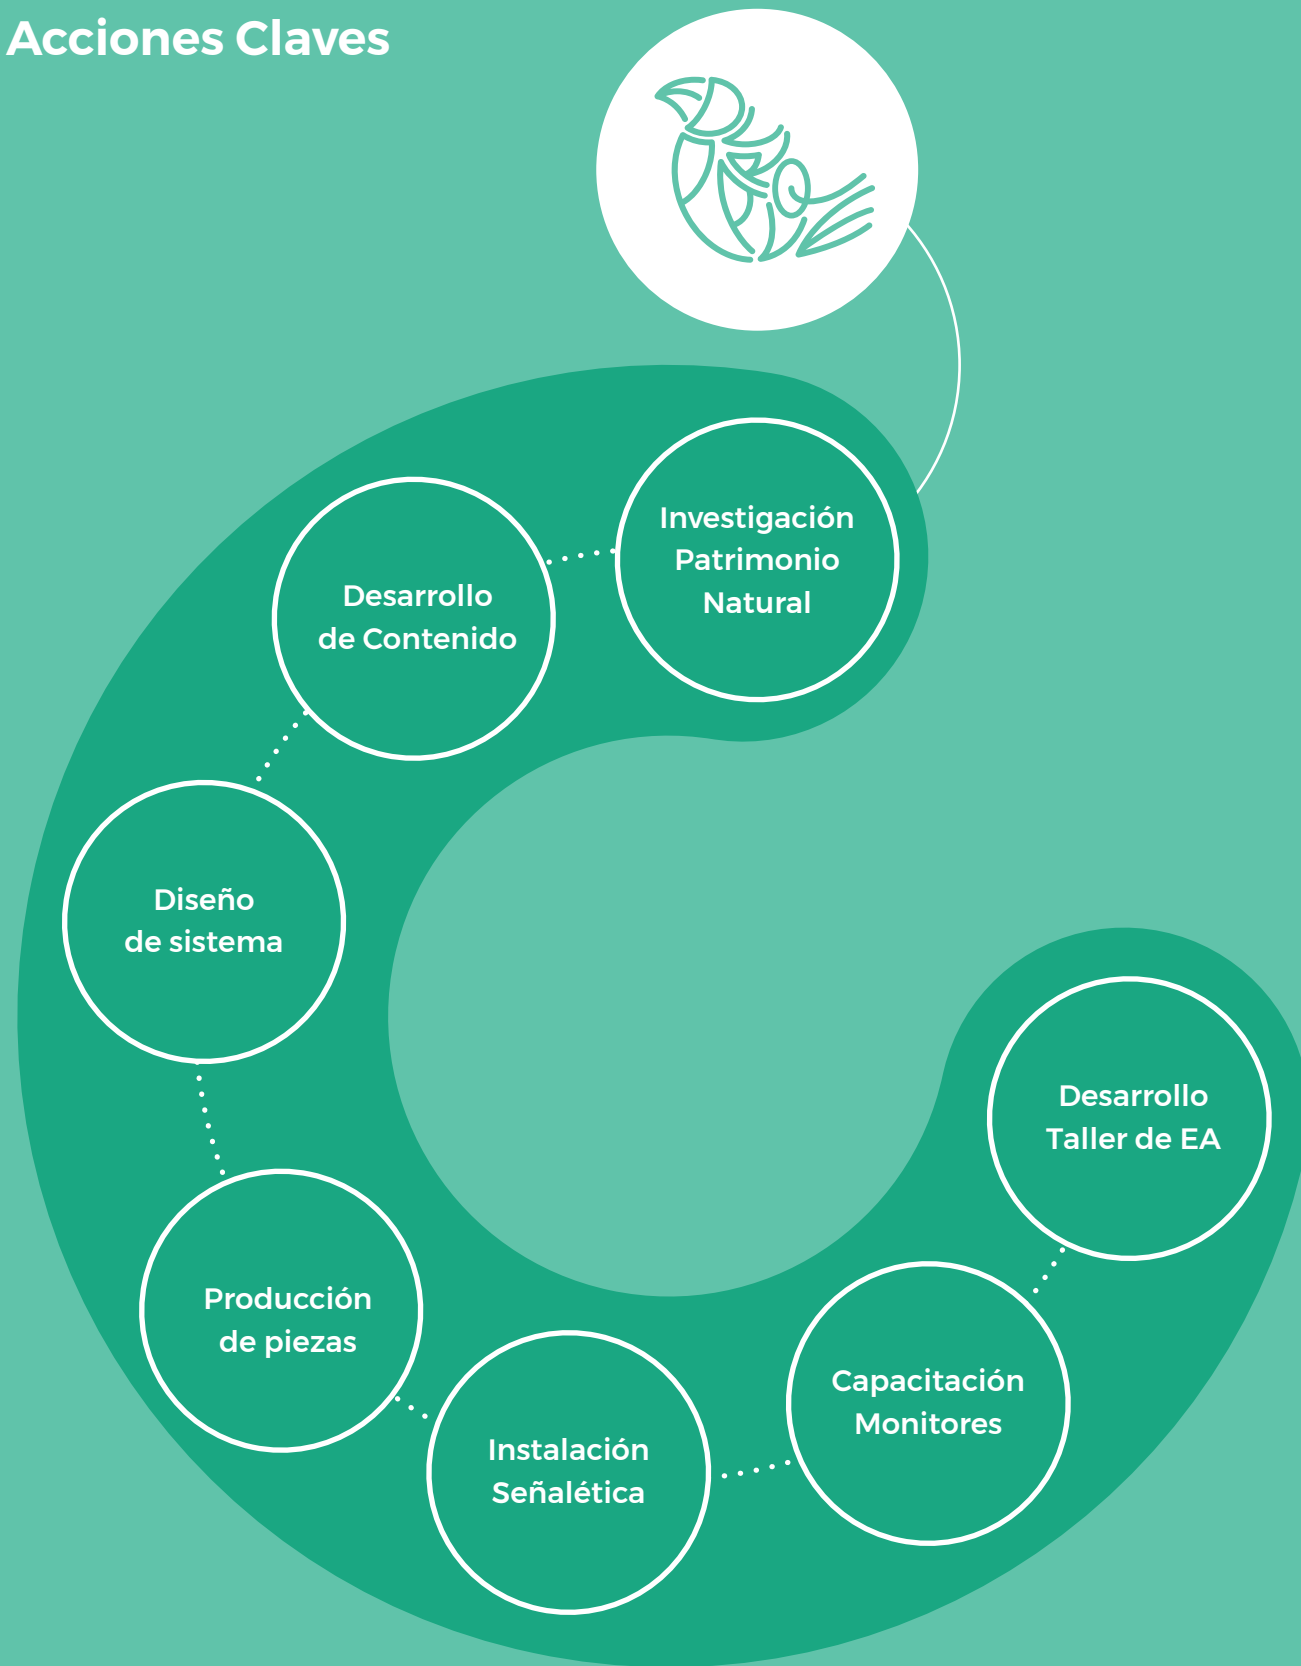 Acciones Claves
Investigación
Patrimonio
Natural
Desarrollo
de Contenido
Diseño
de sistema
Producción
de piezas
Instalación
Señalética
Capacitación
Monitores
Desarrollo
Taller de EA